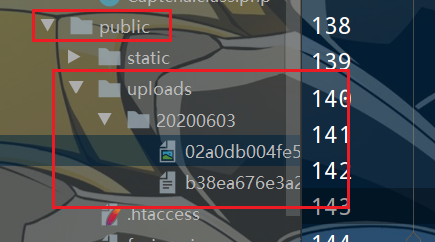 public
static
uploads
20200603
02a0db004fe5
b38ea676e3a2
.htaccess
138
139
140
141
142
143
144